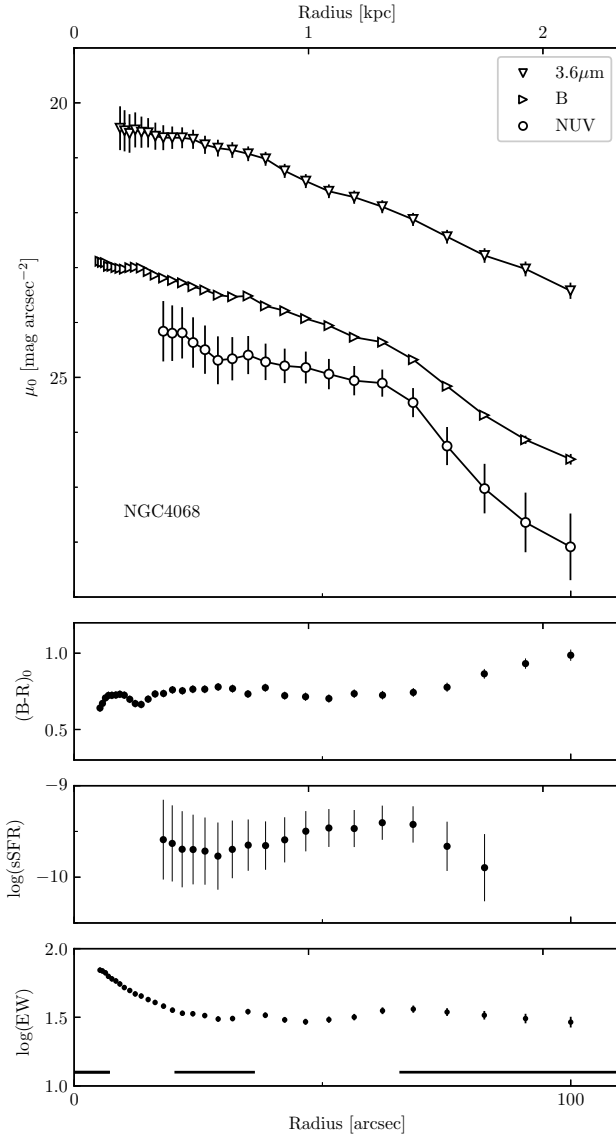 Radius [kpc]
0 1 2
3.6μm
B
NUV
20
25
μ₀ [mag arcsec⁻²]
NGC4068
1.0
0.5
(B-R)₀
−9
−10
log(sSFR)
2.0
1.5
1.0
log(EW)
0 100
Radius [arcsec]